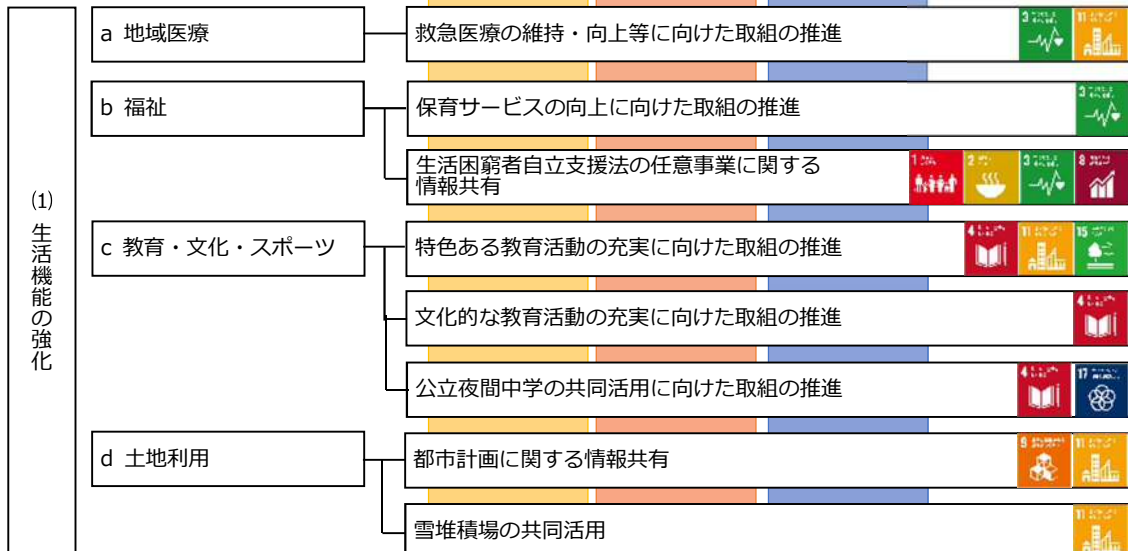 (1) 生活機能の強化
a 地域医療
救急医療の維持・向上等に向けた取組の推進
3
11
b 福祉
保育サービスの向上に向けた取組の推進
3
生活困窮者自立支援法の任意事業に関する
情報共有
1
2
3
8
c 教育・文化・スポーツ
特色ある教育活動の充実に向けた取組の推進
4
11
15
文化的な教育活動の充実に向けた取組の推進
4
公立夜間中学の共同活用に向けた取組の推進
4
17
d 土地利用
都市計画に関する情報共有
9
11
雪堆積場の共同活用
11